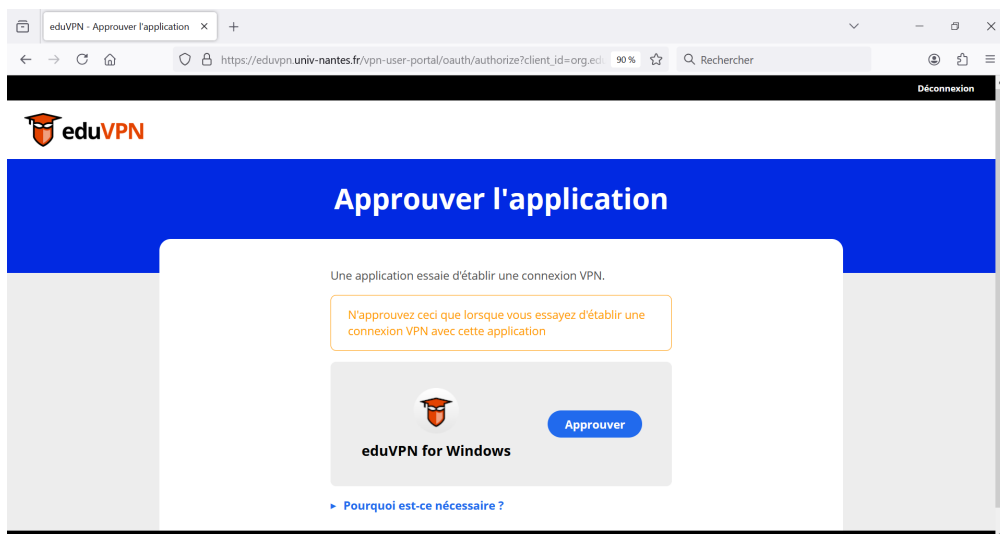 eduVPN - Approuver l'application
https://eduvpn.univ-nantes.fr/vpn-user-portal/oauth/authorize?client_id=org.edu
90 %
Rechercher
Déconnexion
eduVPN
Approuver l'application
Une application essaie d'établir une connexion VPN.
N'approuvez ceci que lorsque vous essayez d'établir une
connexion VPN avec cette application
Approuver
eduVPN for Windows
Pourquoi est-ce nécessaire ?